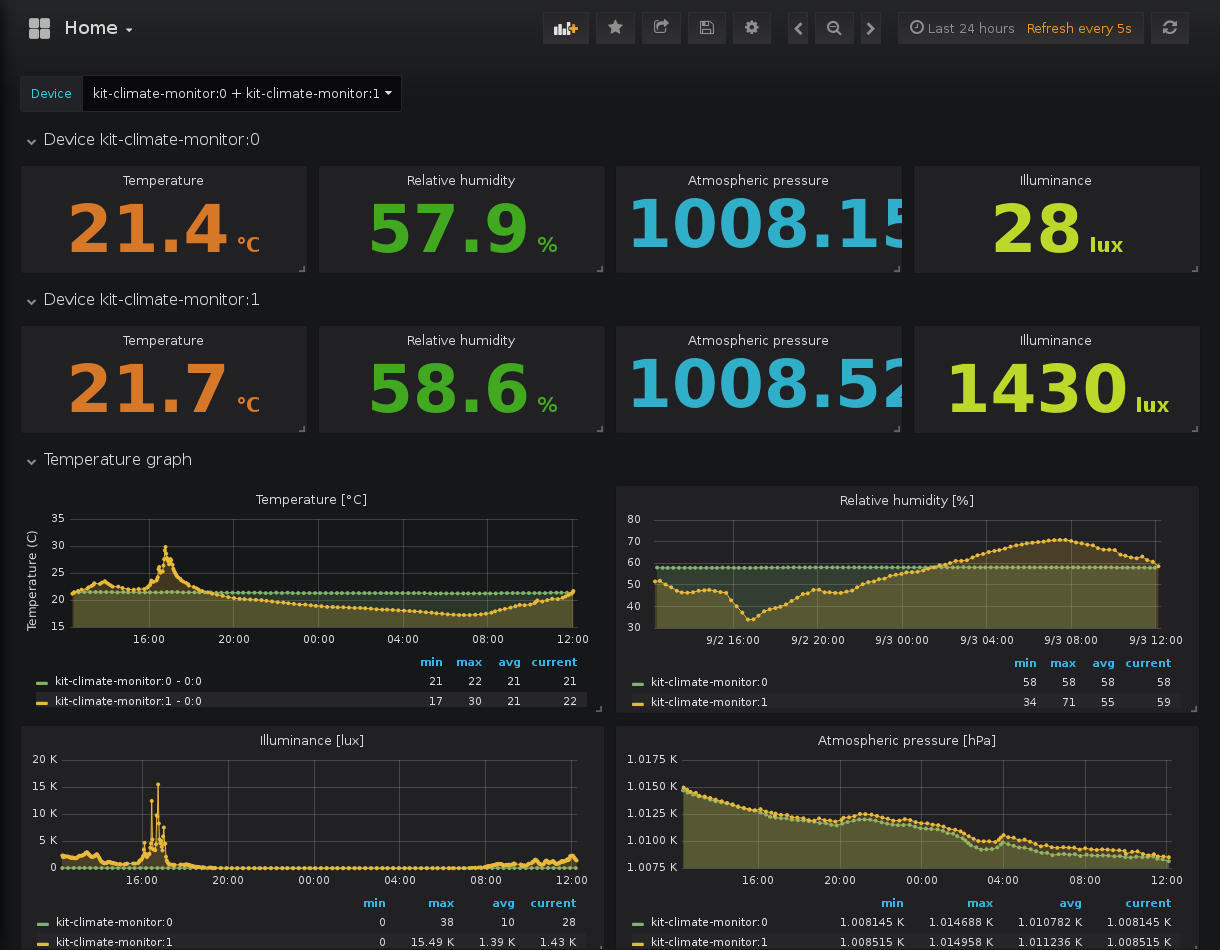 Home
Last 24 hours Refresh every 5s
Device kit-climate-monitor:0 + kit-climate-monitor:1
Device kit-climate-monitor:0
Temperature Relative humidity Atmospheric pressure Illuminance
21.4 °C 57.9 % 1008.15 28 lux
Device kit-climate-monitor:1
Temperature Relative humidity Atmospheric pressure Illuminance
21.7 °C 58.6 % 1008.52 1430 lux
Temperature graph
Temperature [°C]
Temperature (C)
35
30
25
20
15
16:00 20:00 00:00 04:00 08:00 12:00
min max avg current
kit-climate-monitor:0 - 0:0 21 22 21 21
kit-climate-monitor:1 - 0:0 17 30 21 22
Relative humidity [%]
80
70
60
50
40
30
9/2 16:00 9/2 20:00 9/3 00:00 9/3 04:00 9/3 08:00 9/3 12:00
min max avg current
kit-climate-monitor:0 58 58 58 58
kit-climate-monitor:1 34 71 55 59
Illuminance [lux]
20 K
15 K
10 K
5 K
0
16:00 20:00 00:00 04:00 08:00 12:00
min max avg current
kit-climate-monitor:0 0 38 10 28
kit-climate-monitor:1 0 15.49 K 1.39 K 1.43 K
Atmospheric pressure [hPa]
1.0175 K
1.0150 K
1.0125 K
1.0100 K
1.0075 K
16:00 20:00 00:00 04:00 08:00 12:00
min max avg current
kit-climate-monitor:0 1.008145 K 1.014688 K 1.010782 K 1.008145 K
kit-climate-monitor:1 1.008515 K 1.014958 K 1.011236 K 1.008515 K